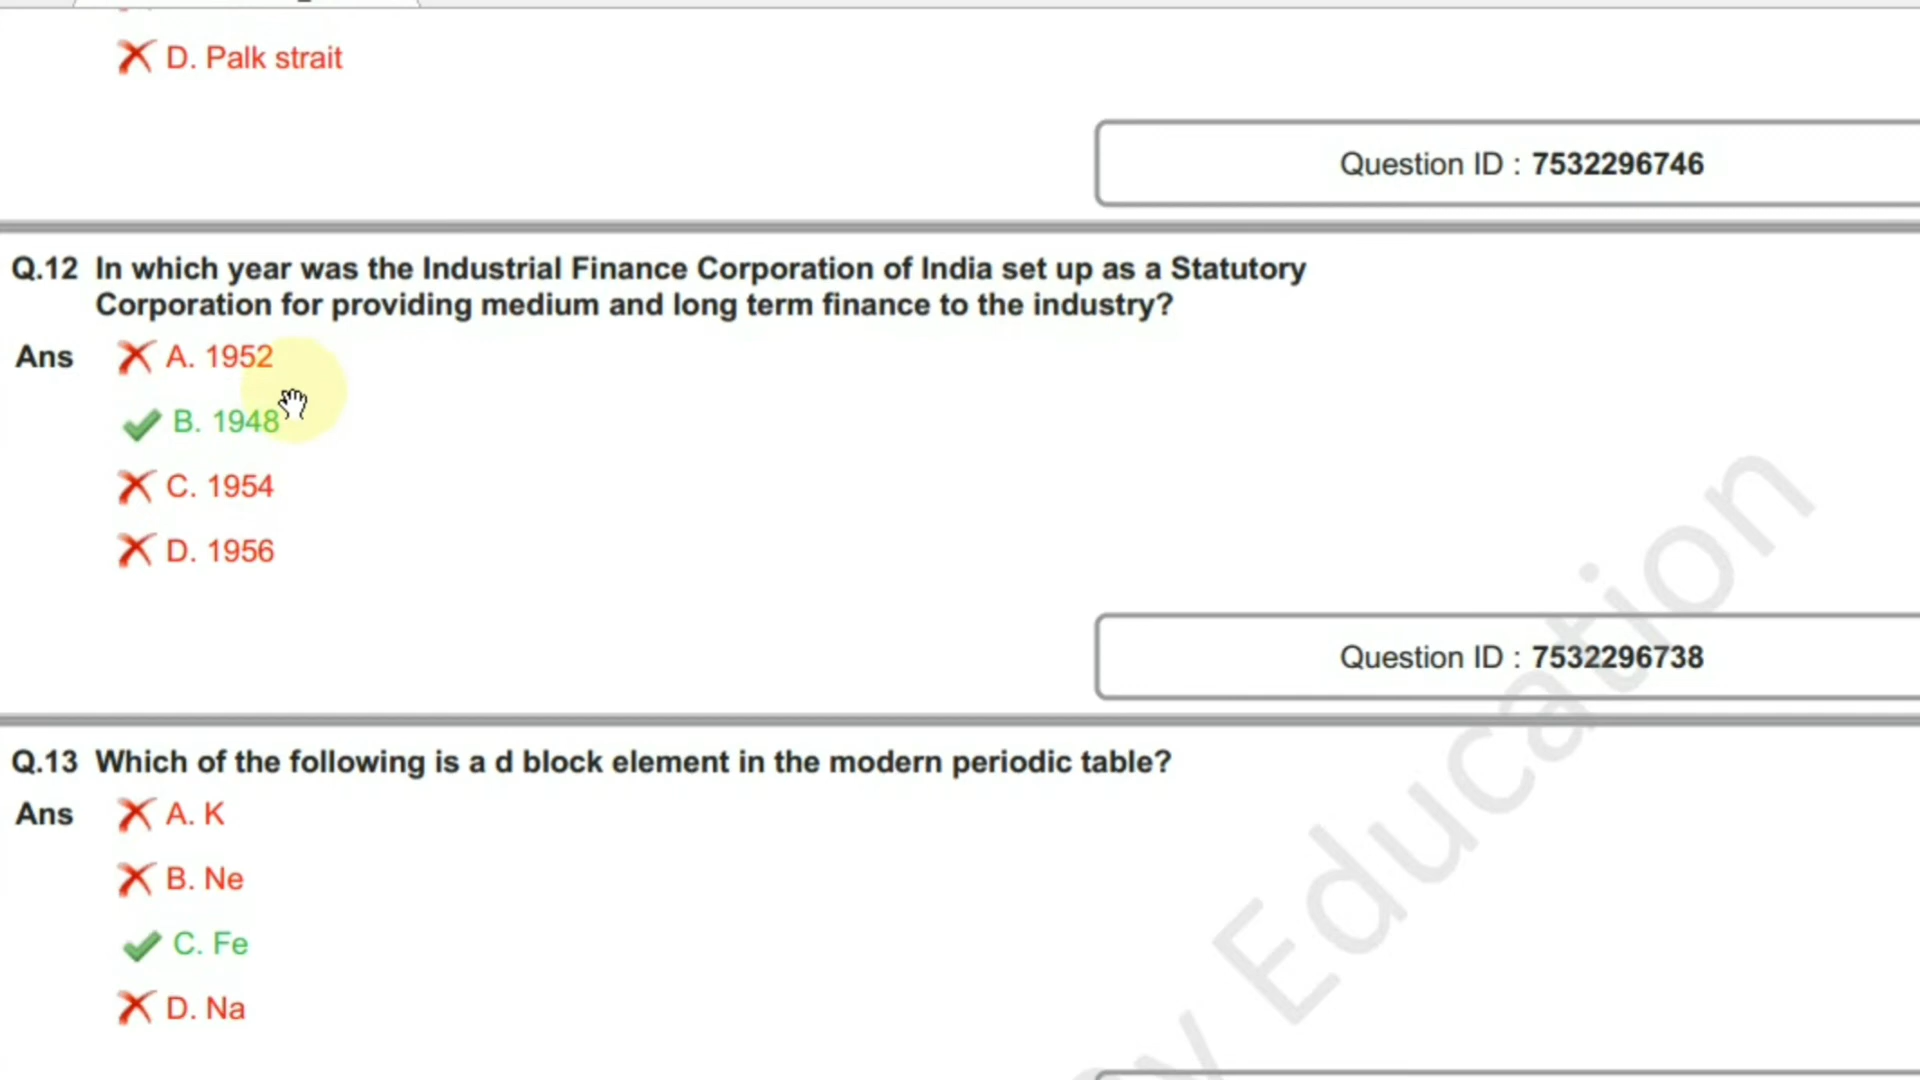 D. Palk strait
Question ID : 7532296746
Q.12 In which year was the Industrial Finance Corporation of India set up as a Statutory
Corporation for providing medium and long term finance to the industry?
Ans A. 1952
B. 1948
C. 1954
D. 1956
Question ID : 7532296738
Q.13 Which of the following is a d block element in the modern periodic table?
Ans A. K
B. Ne
C. Fe
D. Na
Education